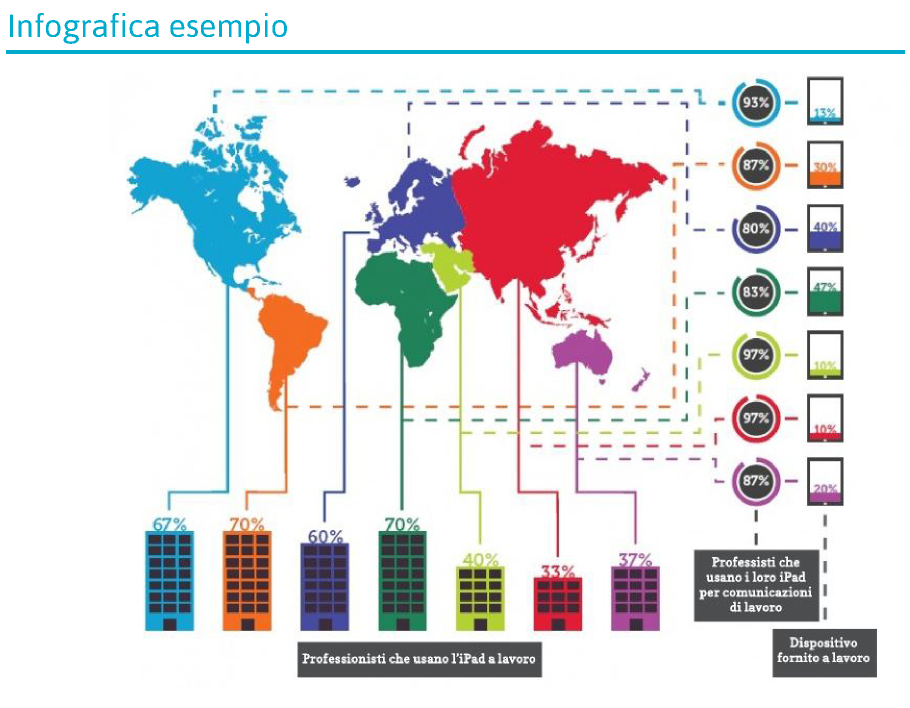 Infografica esempio
93%
13%
87%
30%
80%
40%
83%
47%
97%
10%
97%
10%
87%
20%
67%
70%
60%
70%
40%
33%
37%
Professisti che
usano i loro iPad
per comunicazioni
di lavoro
Dispositivo
fornito a lavoro
Professionisti che usano l'iPad a lavoro